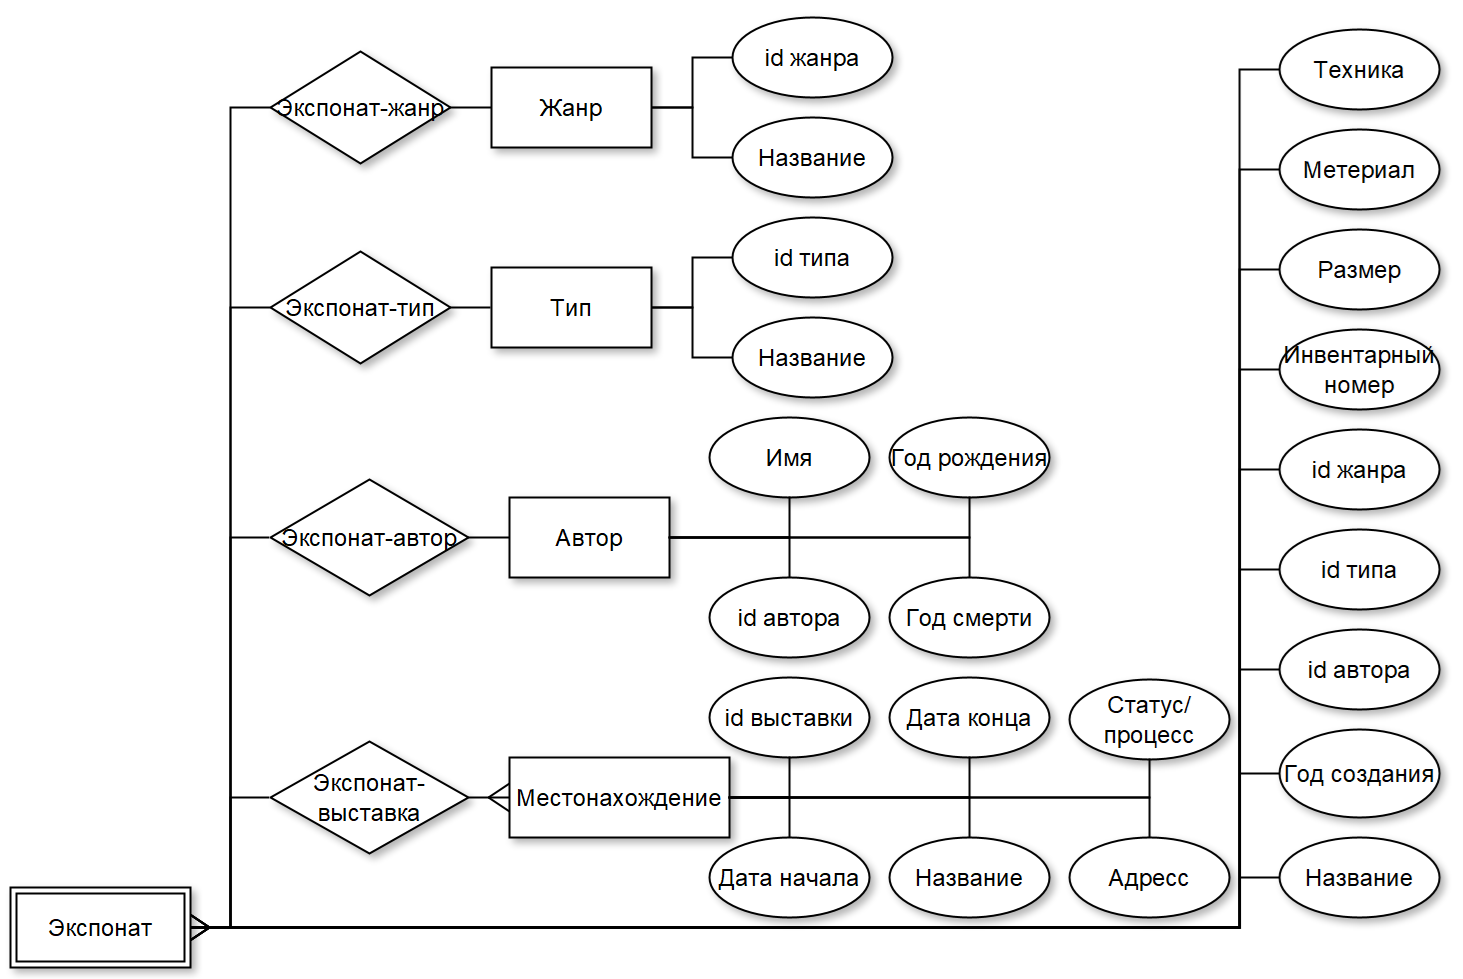 Экспонат-жанр
Жанр
id жанра
Название
Экспонат-тип
Тип
id типа
Название
Экспонат-автор
Автор
Имя
Год рождения
id автора
Год смерти
Экспонат-
выставка
Местонахождение
id выставки
Дата конца
Статус/
процесс
Дата начала
Название
Адресс
Экспонат
Техника
Метериал
Размер
Инвентарный
номер
id жанра
id типа
id автора
Год создания
Название